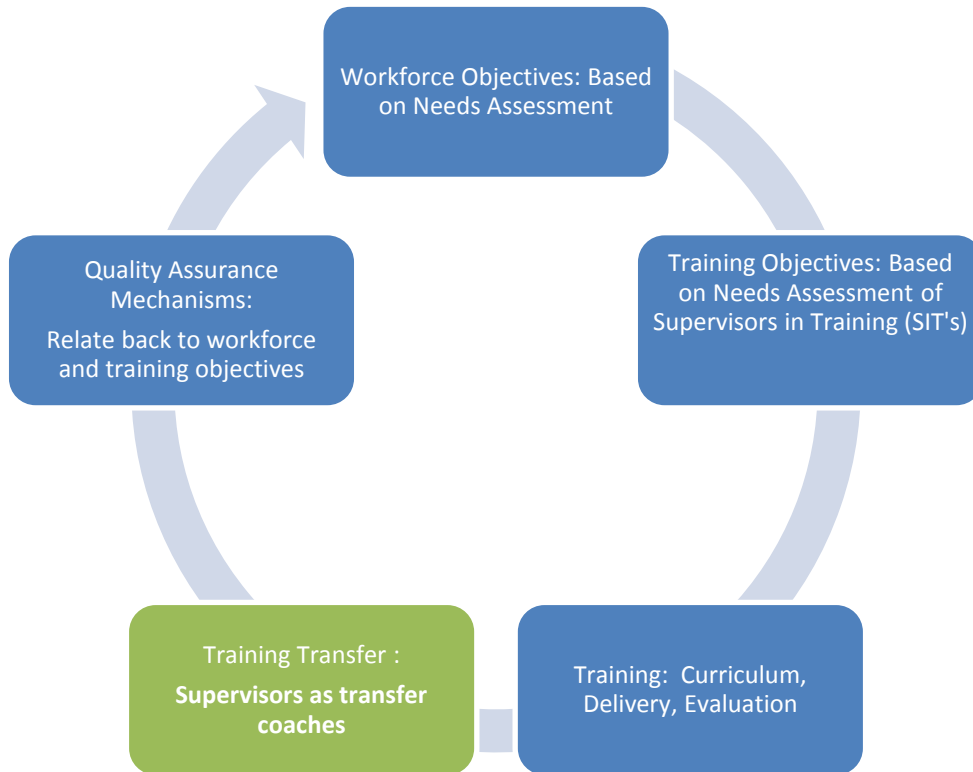 Workforce Objectives: Based
on Needs Assessment
Training Objectives: Based
on Needs Assessment of
Supervisors in Training (SIT's)
Training:  Curriculum,
Delivery, Evaluation
Training Transfer :
Supervisors as transfer
coaches
Quality Assurance
Mechanisms:
Relate back to workforce
and training objectives